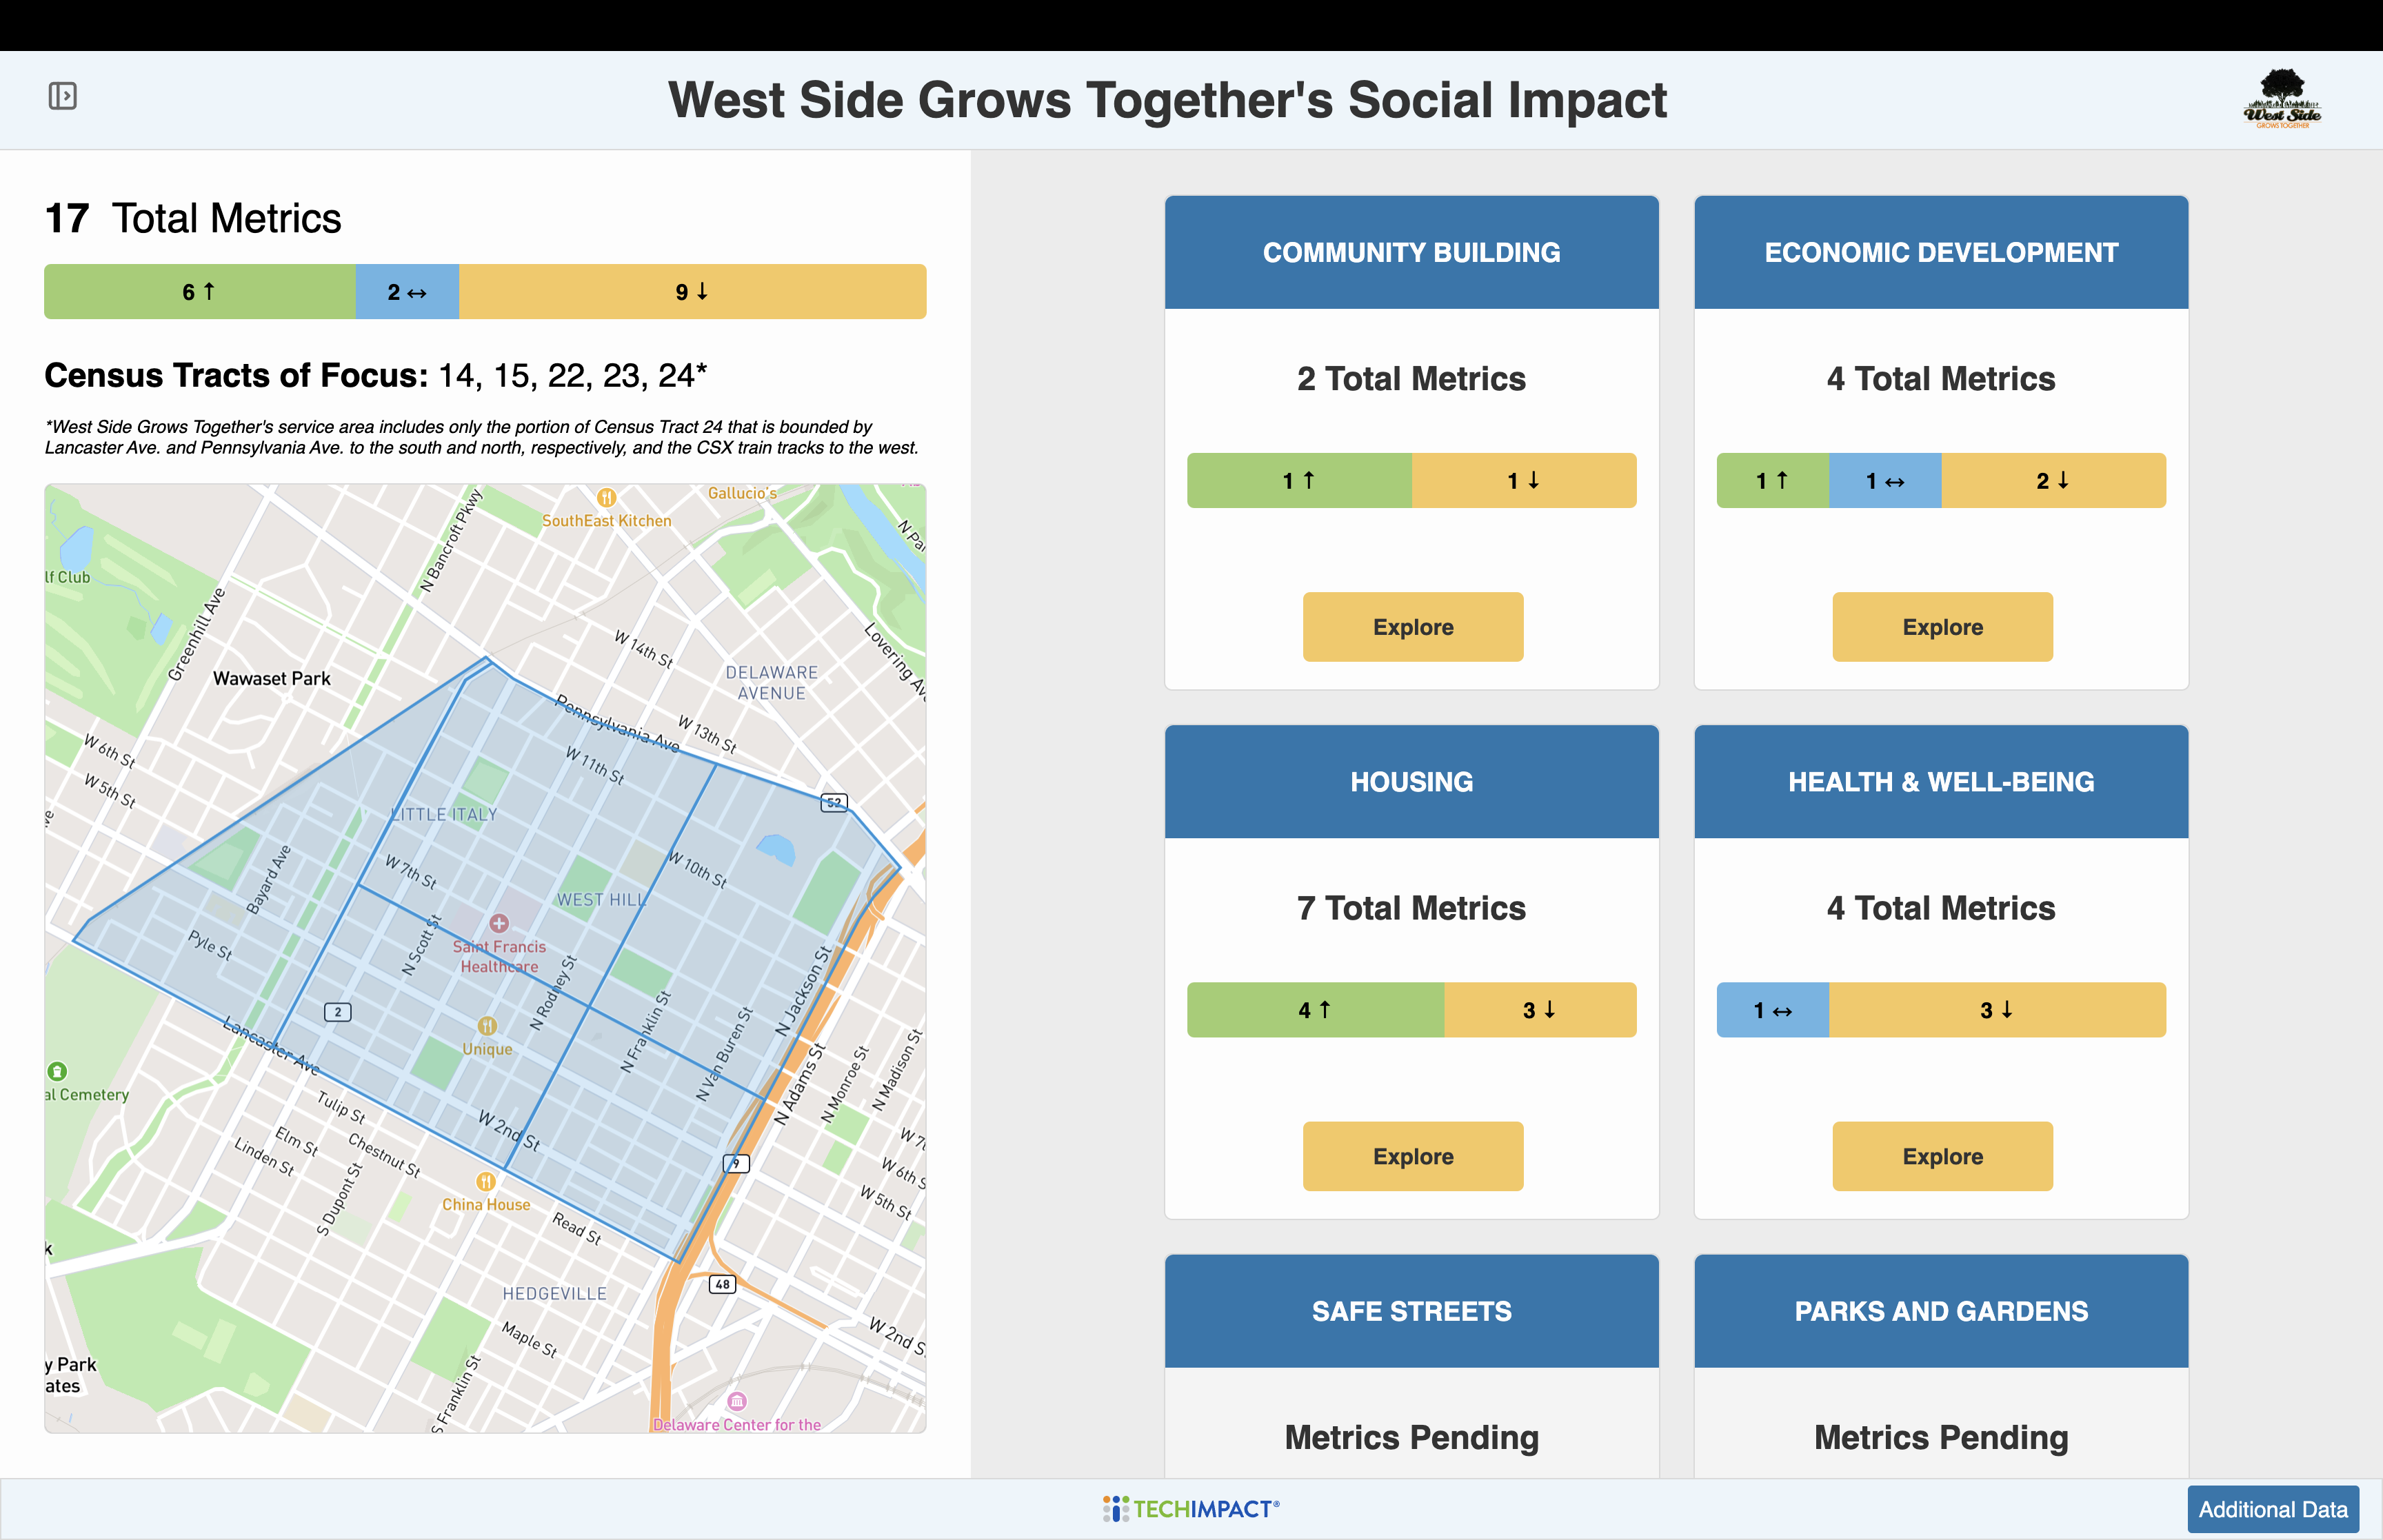 West Side Grows Together's Social Impact
West Side
GROWS TOGETHER
17 Total Metrics
6 ↑
2 ↔
9 ↓
Census Tracts of Focus: 14, 15, 22, 23, 24*
*West Side Grows Together's service area includes only the portion of Census Tract 24 that is bounded by
Lancaster Ave. and Pennsylvania Ave. to the south and north, respectively, and the CSX train tracks to the west.
Gallucio's
SouthEast Kitchen
N Bancroft Pkwy
N Pa
lf Club
Greenhill Ave
W 14th St
Lovering Av
DELAWARE
AVENUE
Wawaset Park
Pennsylvania Ave
W 13th St
W 6th St
W 5th St
W 11th St
52
ve
LITTLE ITALY
W 7th St
W 10th St
Bayard Ave
WEST HILL
Pyle St
N Scott St
Saint Francis
Healthcare
N Rodney St
N Jackson St
2
Unique
N Franklin St
N Van Buren St
Lancaster Ave
N Adams St
N Monroe St
N Madison St
al Cemetery
Tulip St
Elm St
Chestnut St
Linden St
W 2nd St
S Dupont St
9
W 7t
W 6th S
W 5th St
China House
Read St
k
HEDGEVILLE
48
Maple St
W 2nd S
y Park
ates
S Franklin St
Delaware Center for the
COMMUNITY BUILDING
2 Total Metrics
1 ↑
1 ↓
Explore
ECONOMIC DEVELOPMENT
4 Total Metrics
1 ↑
1 ↔
2 ↓
Explore
HOUSING
7 Total Metrics
4 ↑
3 ↓
Explore
HEALTH & WELL-BEING
4 Total Metrics
1 ↔
3 ↓
Explore
SAFE STREETS
Metrics Pending
PARKS AND GARDENS
Metrics Pending
TECHIMPACT®
Additional Data